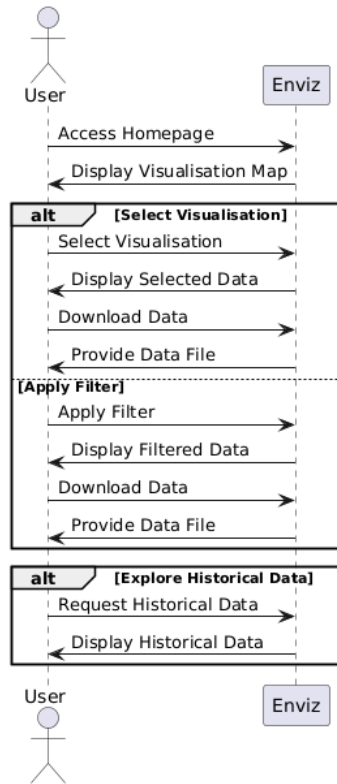 User
Enviz
Access Homepage
Display Visualisation Map
alt [Select Visualisation]
Select Visualisation
Display Selected Data
Download Data
Provide Data File
[Apply Filter]
Apply Filter
Display Filtered Data
Download Data
Provide Data File
alt [Explore Historical Data]
Request Historical Data
Display Historical Data
User
Enviz